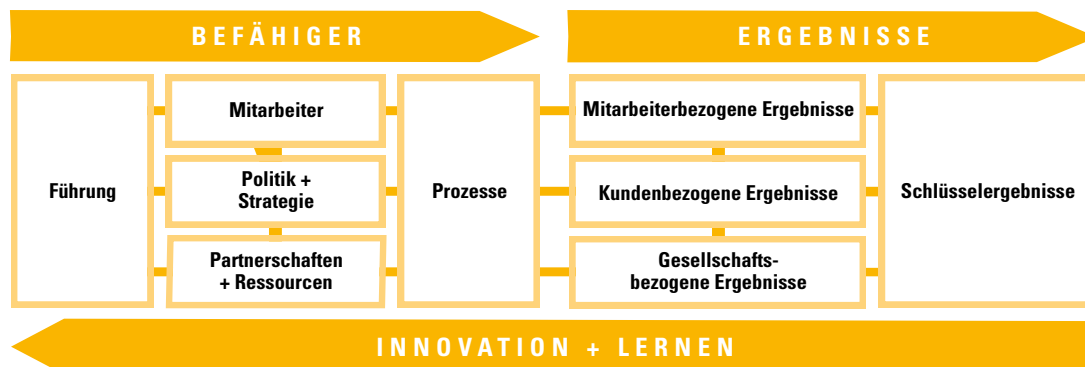 BEFÄHIGER
ERGEBNISSE
Führung
Mitarbeiter
Politik +
Strategie
Partnerschaften
+ Ressourcen
Prozesse
Mitarbeiterbezogene Ergebnisse
Kundenbezogene Ergebnisse
Gesellschafts-
bezogene Ergebnisse
Schlüsselergebnisse
INNOVATION + LERNEN